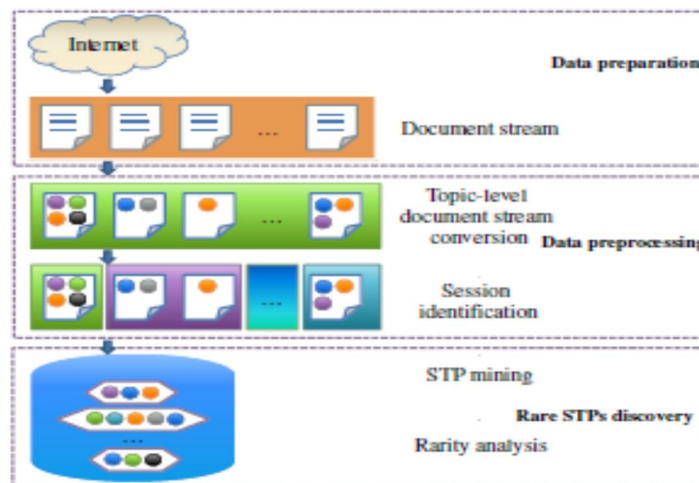 Internet
Data preparation
...
Document stream
Topic-level
document stream
conversion
...
Data preprocessing
Session
identification
...
STP mining
Rare STPs discovery
...
Rarity analysis